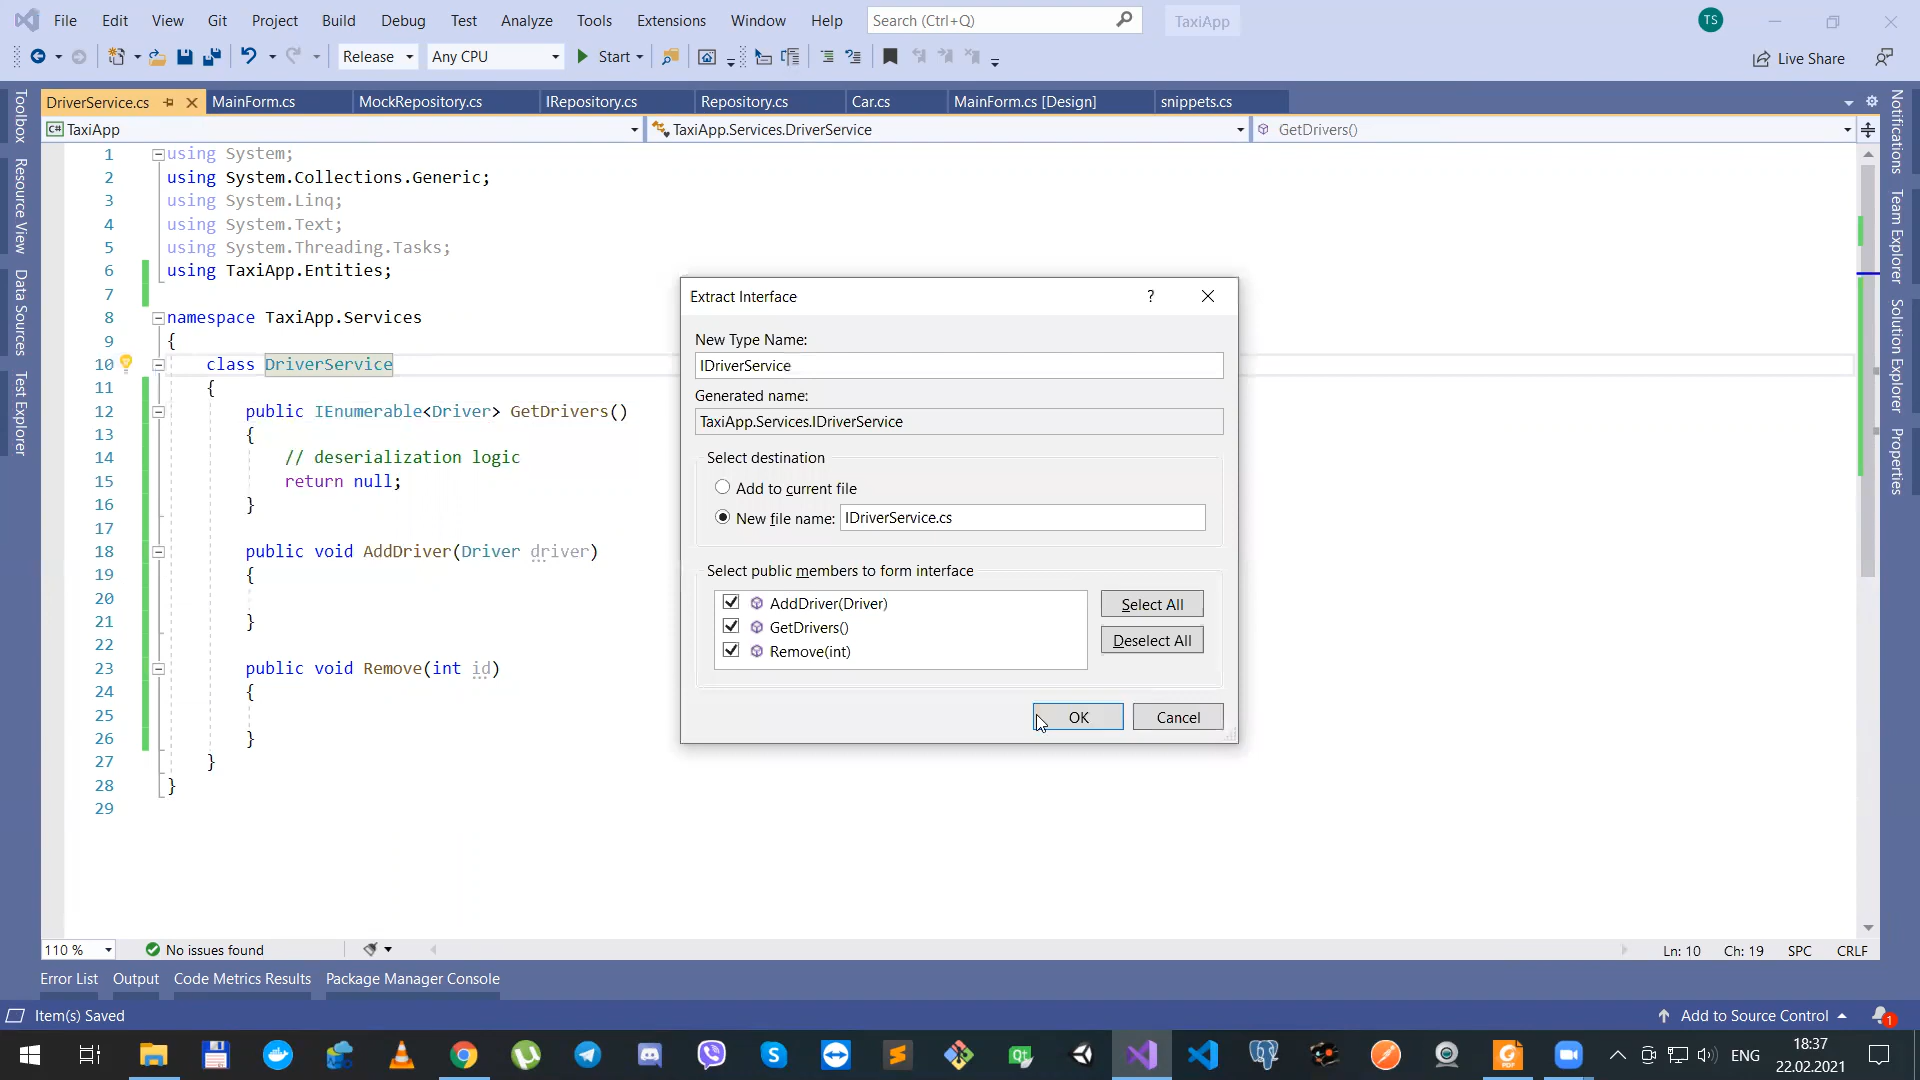 File Edit View Git Project Build Debug Test Analyze Tools Extensions Window Help Search (Ctrl+Q) TaxiApp TS
Release Any CPU Start Live Share
DriverService.cs MainForm.cs MockRepository.cs IRepository.cs Repository.cs Car.cs MainForm.cs [Design] snippets.cs
C# TaxiApp TaxiApp.Services.DriverService GetDrivers()
Toolbox
Resource View
Data Sources
Test Explorer
1 using System;
2 using System.Collections.Generic;
3 using System.Linq;
4 using System.Text;
5 using System.Threading.Tasks;
6 using TaxiApp.Entities;
7
8 namespace TaxiApp.Services
9 {
10 class DriverService
11 {
12 public IEnumerable<Driver> GetDrivers()
13 {
14 // deserialization logic
15 return null;
16 }
17
18 public void AddDriver(Driver driver)
19 {
20
21 }
22
23 public void Remove(int id)
24 {
25
26 }
27 }
28 }
29
Extract Interface ?
New Type Name:
IDriverService
Generated name:
TaxiApp.Services.IDriverService
Select destination
Add to current file
New file name: IDriverService.cs
Select public members to form interface
AddDriver(Driver) Select All
GetDrivers() Deselect All
Remove(int)
OK Cancel
Notifications
Team Explorer
Solution Explorer
Properties
110 % No issues found Ln: 10 Ch: 19 SPC CRLF
Error List Output Code Metrics Results Package Manager Console
Item(s) Saved Add to Source Control 1
ENG 18:37
22.02.2021